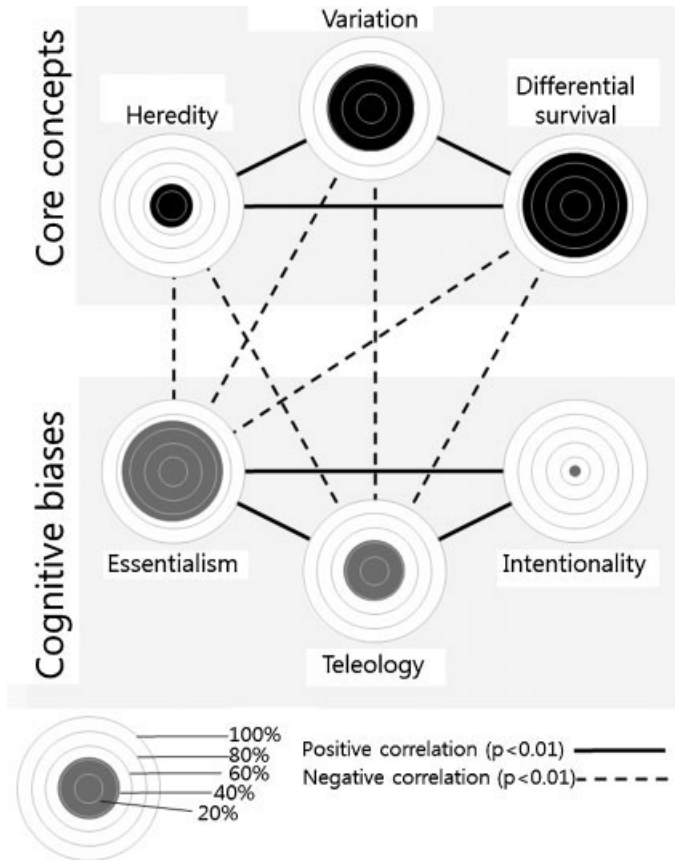 Core concepts
Variation
Heredity
Differential
survival
Cognitive biases
Essentialism
Intentionality
Teleology
100%
80%
60%
40%
20%
Positive correlation (p<0.01)
Negative correlation (p<0.01)